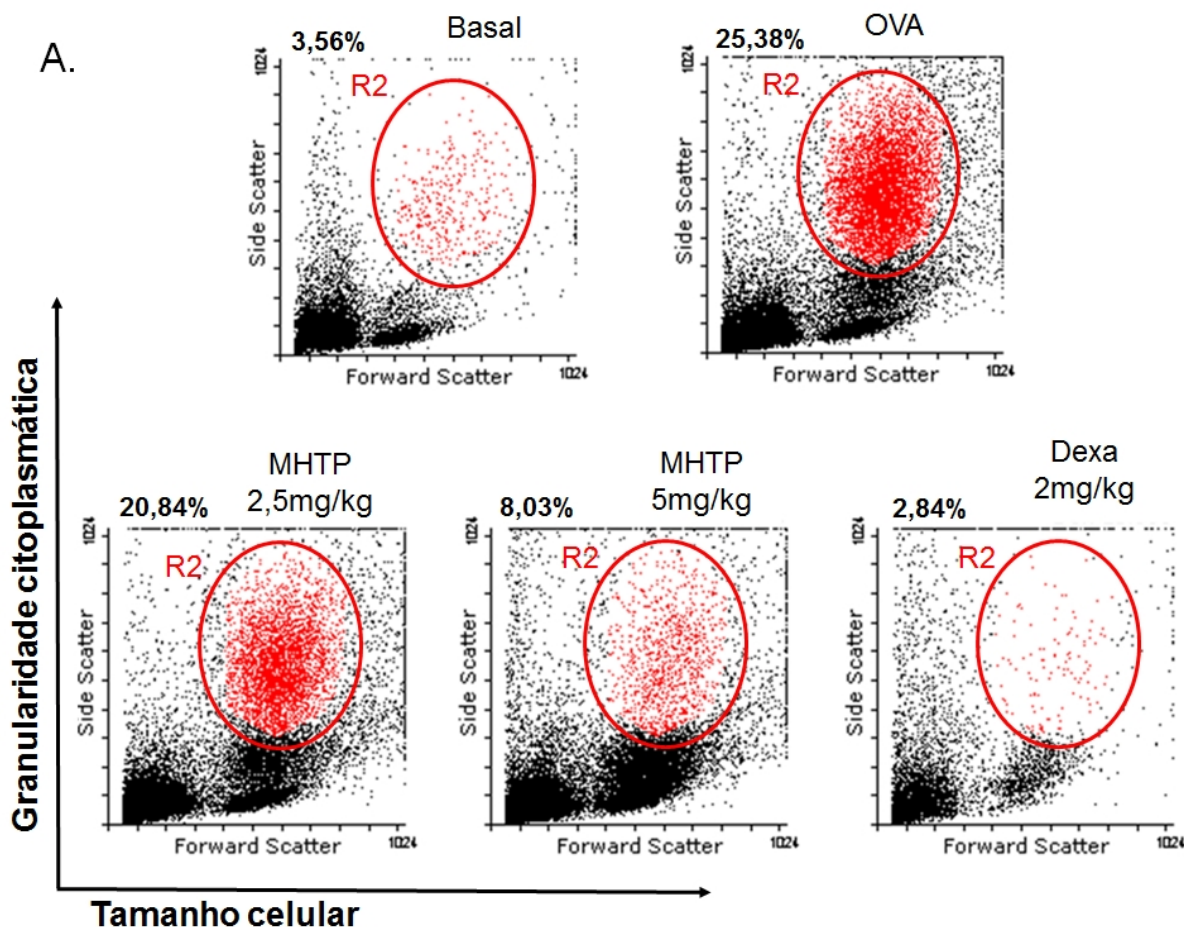 A.
Basal
3,56%
R2
1024
Side Scatter
Forward Scatter
1024
OVA
25,38%
R2
1024
Side Scatter
Forward Scatter
1024
Granularidade citoplasmática
MHTP
2,5mg/kg
20,84%
R2
1024
Side Scatter
Forward Scatter
1024
MHTP
5mg/kg
8,03%
R2
1024
Side Scatter
Forward Scatter
1024
Dexa
2mg/kg
2,84%
R2
1024
Side Scatter
Forward Scatter
1024
Tamanho celular